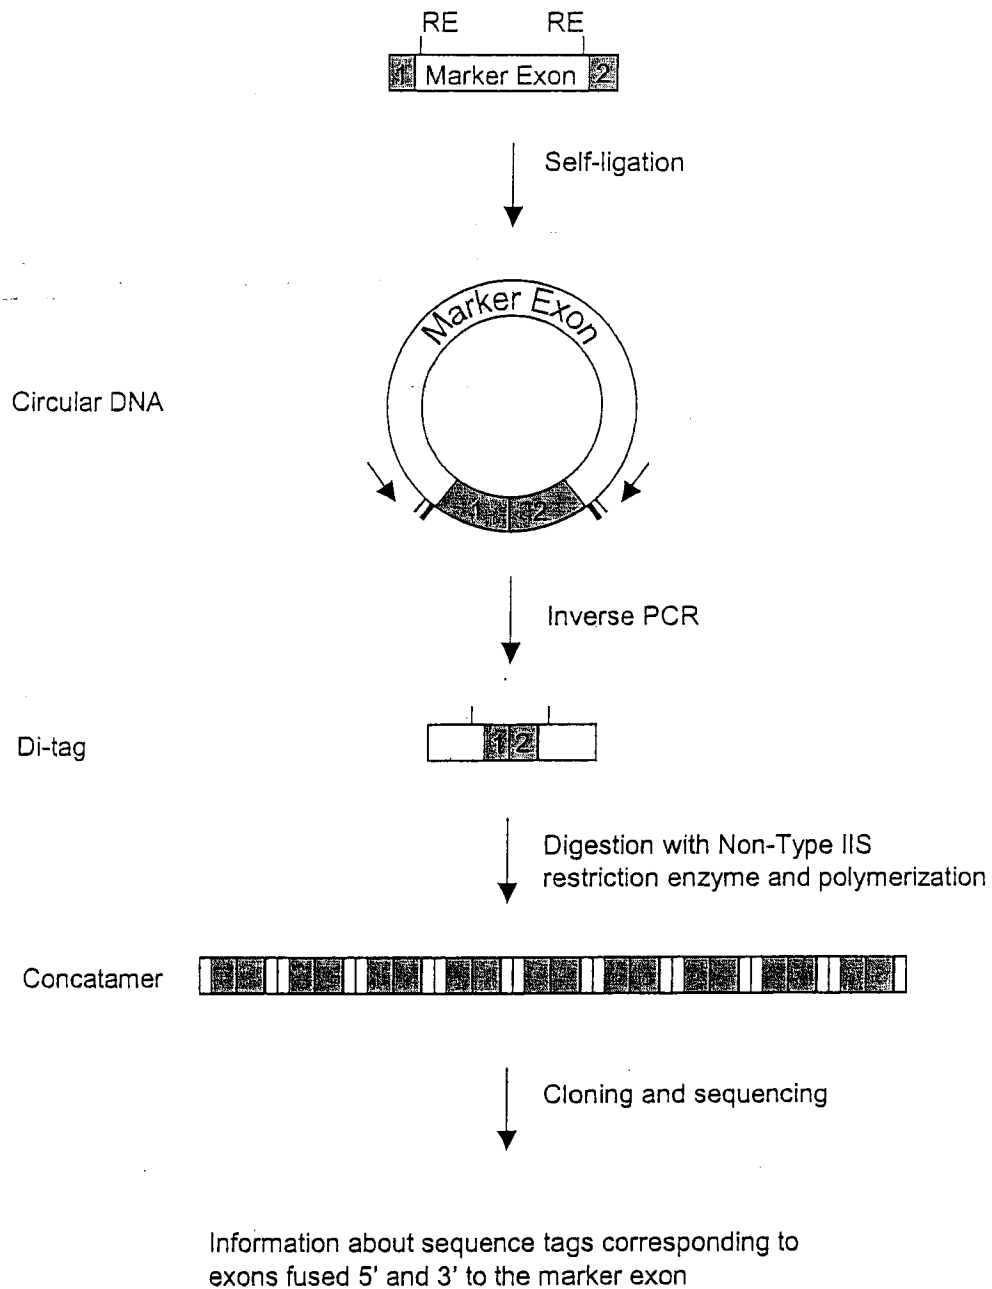 RE RE
1 Marker Exon 2
Self-ligation
Marker Exon
Circular DNA
1 2
Inverse PCR
Di-tag
1 2
Digestion with Non-Type IIS
restriction enzyme and polymerization
Concatamer
Cloning and sequencing
Information about sequence tags corresponding to
exons fused 5' and 3' to the marker exon